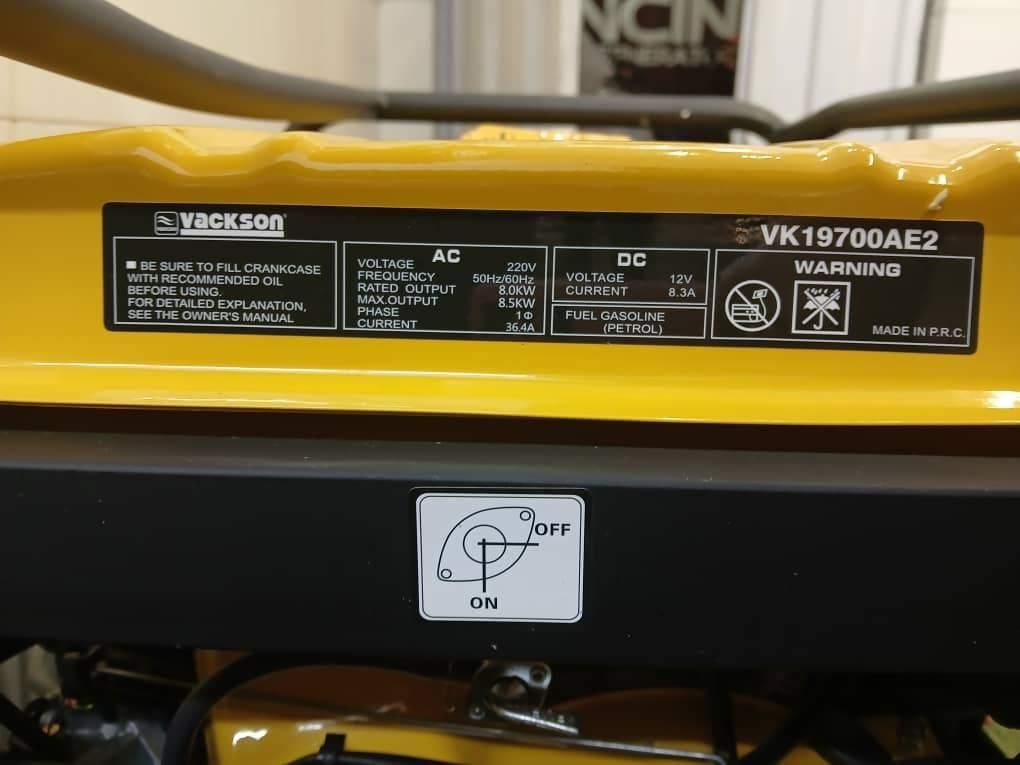 NCIN
VACKSON
VK19700AE2
■ BE SURE TO FILL CRANKCASE
WITH RECOMMENDED OIL
BEFORE USING.
FOR DETAILED EXPLANATION,
SEE THE OWNER'S MANUAL
AC
VOLTAGE 220V
FREQUENCY 50Hz/60Hz
RATED OUTPUT 8.0KW
MAX.OUTPUT 8.5KW
PHASE 1Φ
CURRENT 36.4A
DC
VOLTAGE 12V
CURRENT 8.3A
FUEL GASOLINE
(PETROL)
WARNING
MADE IN P.R.C.
OFF
ON